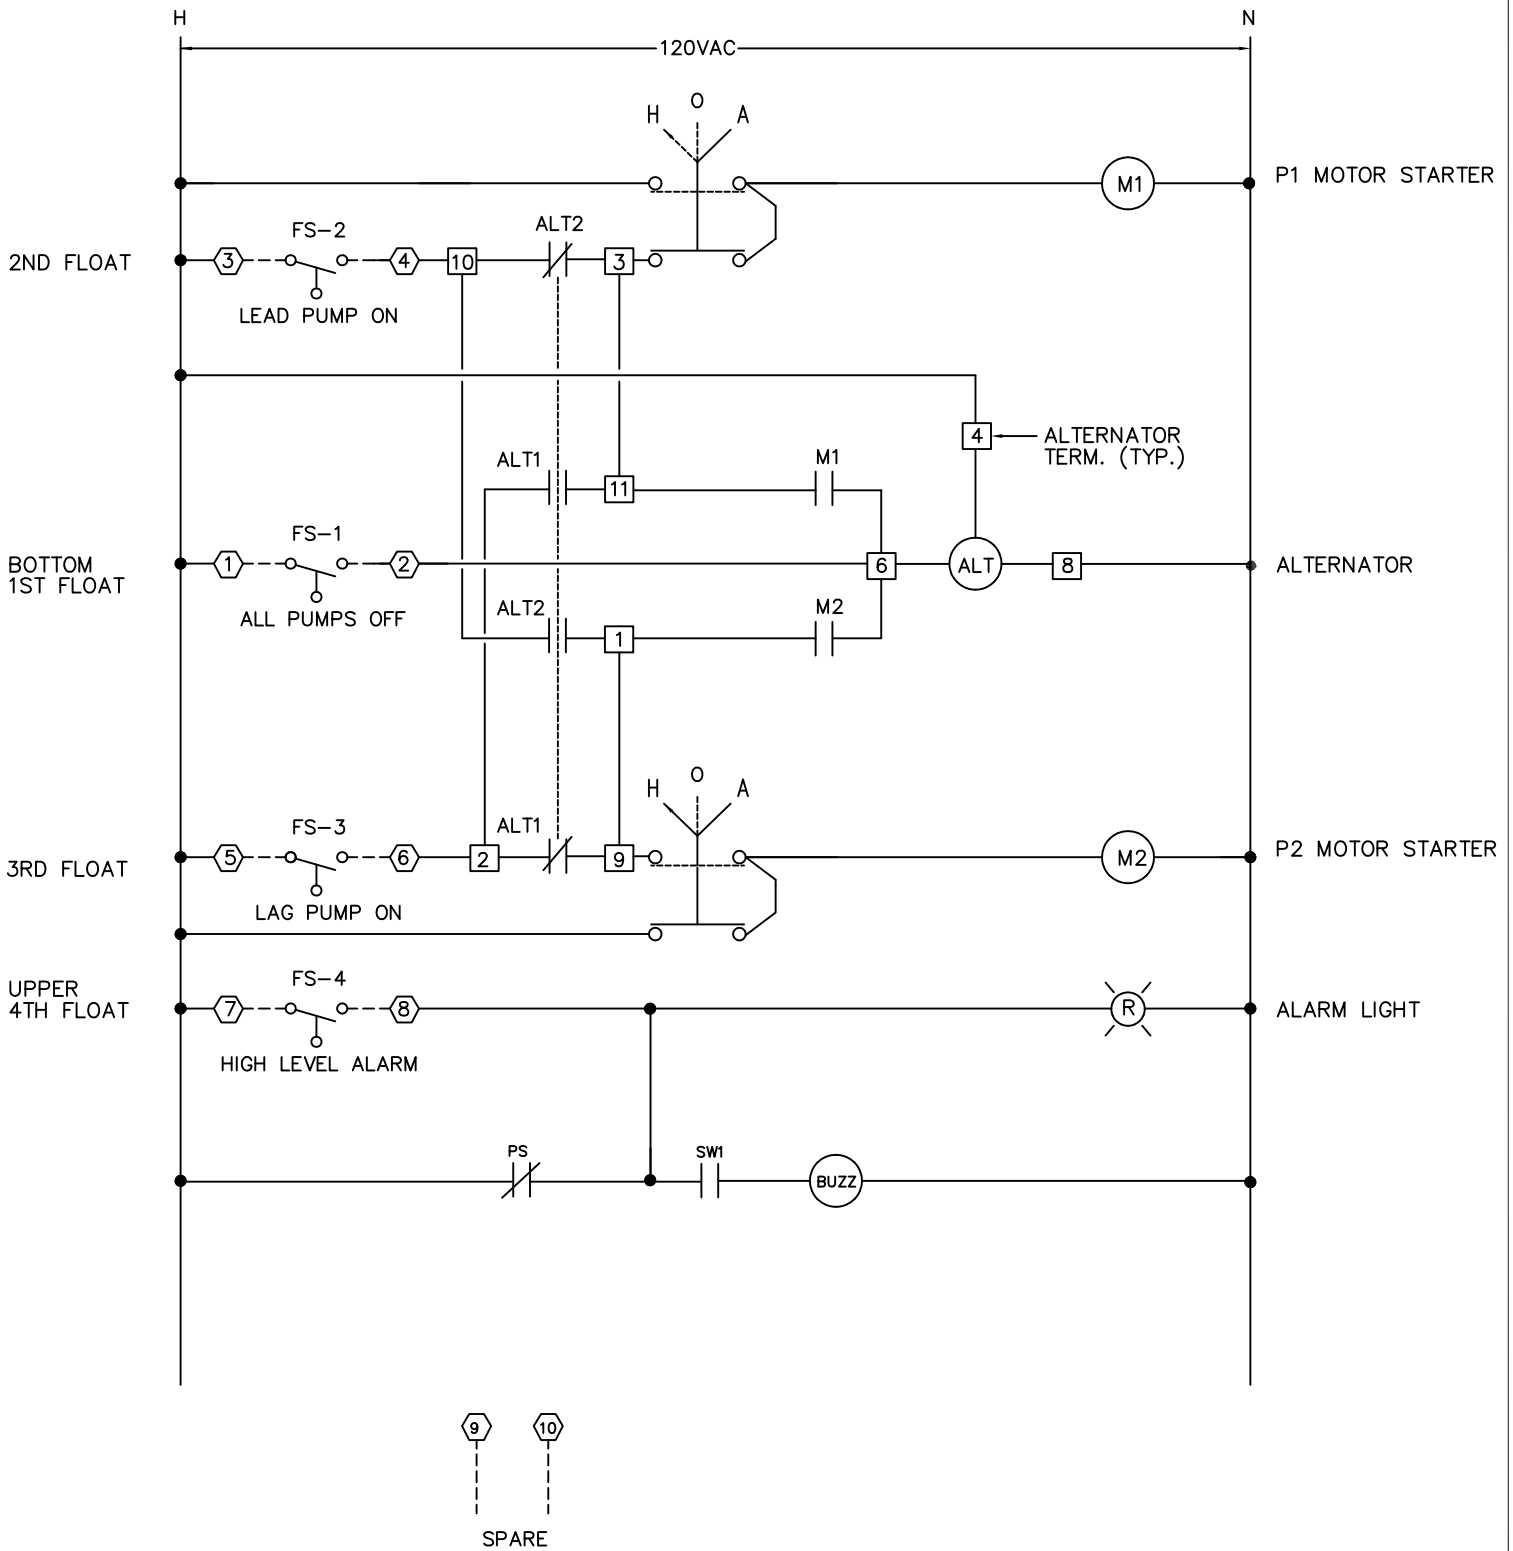 H
N
120VAC
H O A
M1
P1 MOTOR STARTER
2ND FLOAT
3
FS-2
4
LEAD PUMP ON
10
ALT2
3
4
ALTERNATOR
TERM. (TYP.)
ALT1
11
M1
BOTTOM
1ST FLOAT
1
FS-1
2
ALL PUMPS OFF
6
ALT
8
ALTERNATOR
ALT2
1
M2
H O A
3RD FLOAT
5
FS-3
6
LAG PUMP ON
2
ALT1
9
M2
P2 MOTOR STARTER
UPPER
4TH FLOAT
7
FS-4
8
HIGH LEVEL ALARM
R
ALARM LIGHT
PS
SW1
BUZZ
9
10
SPARE